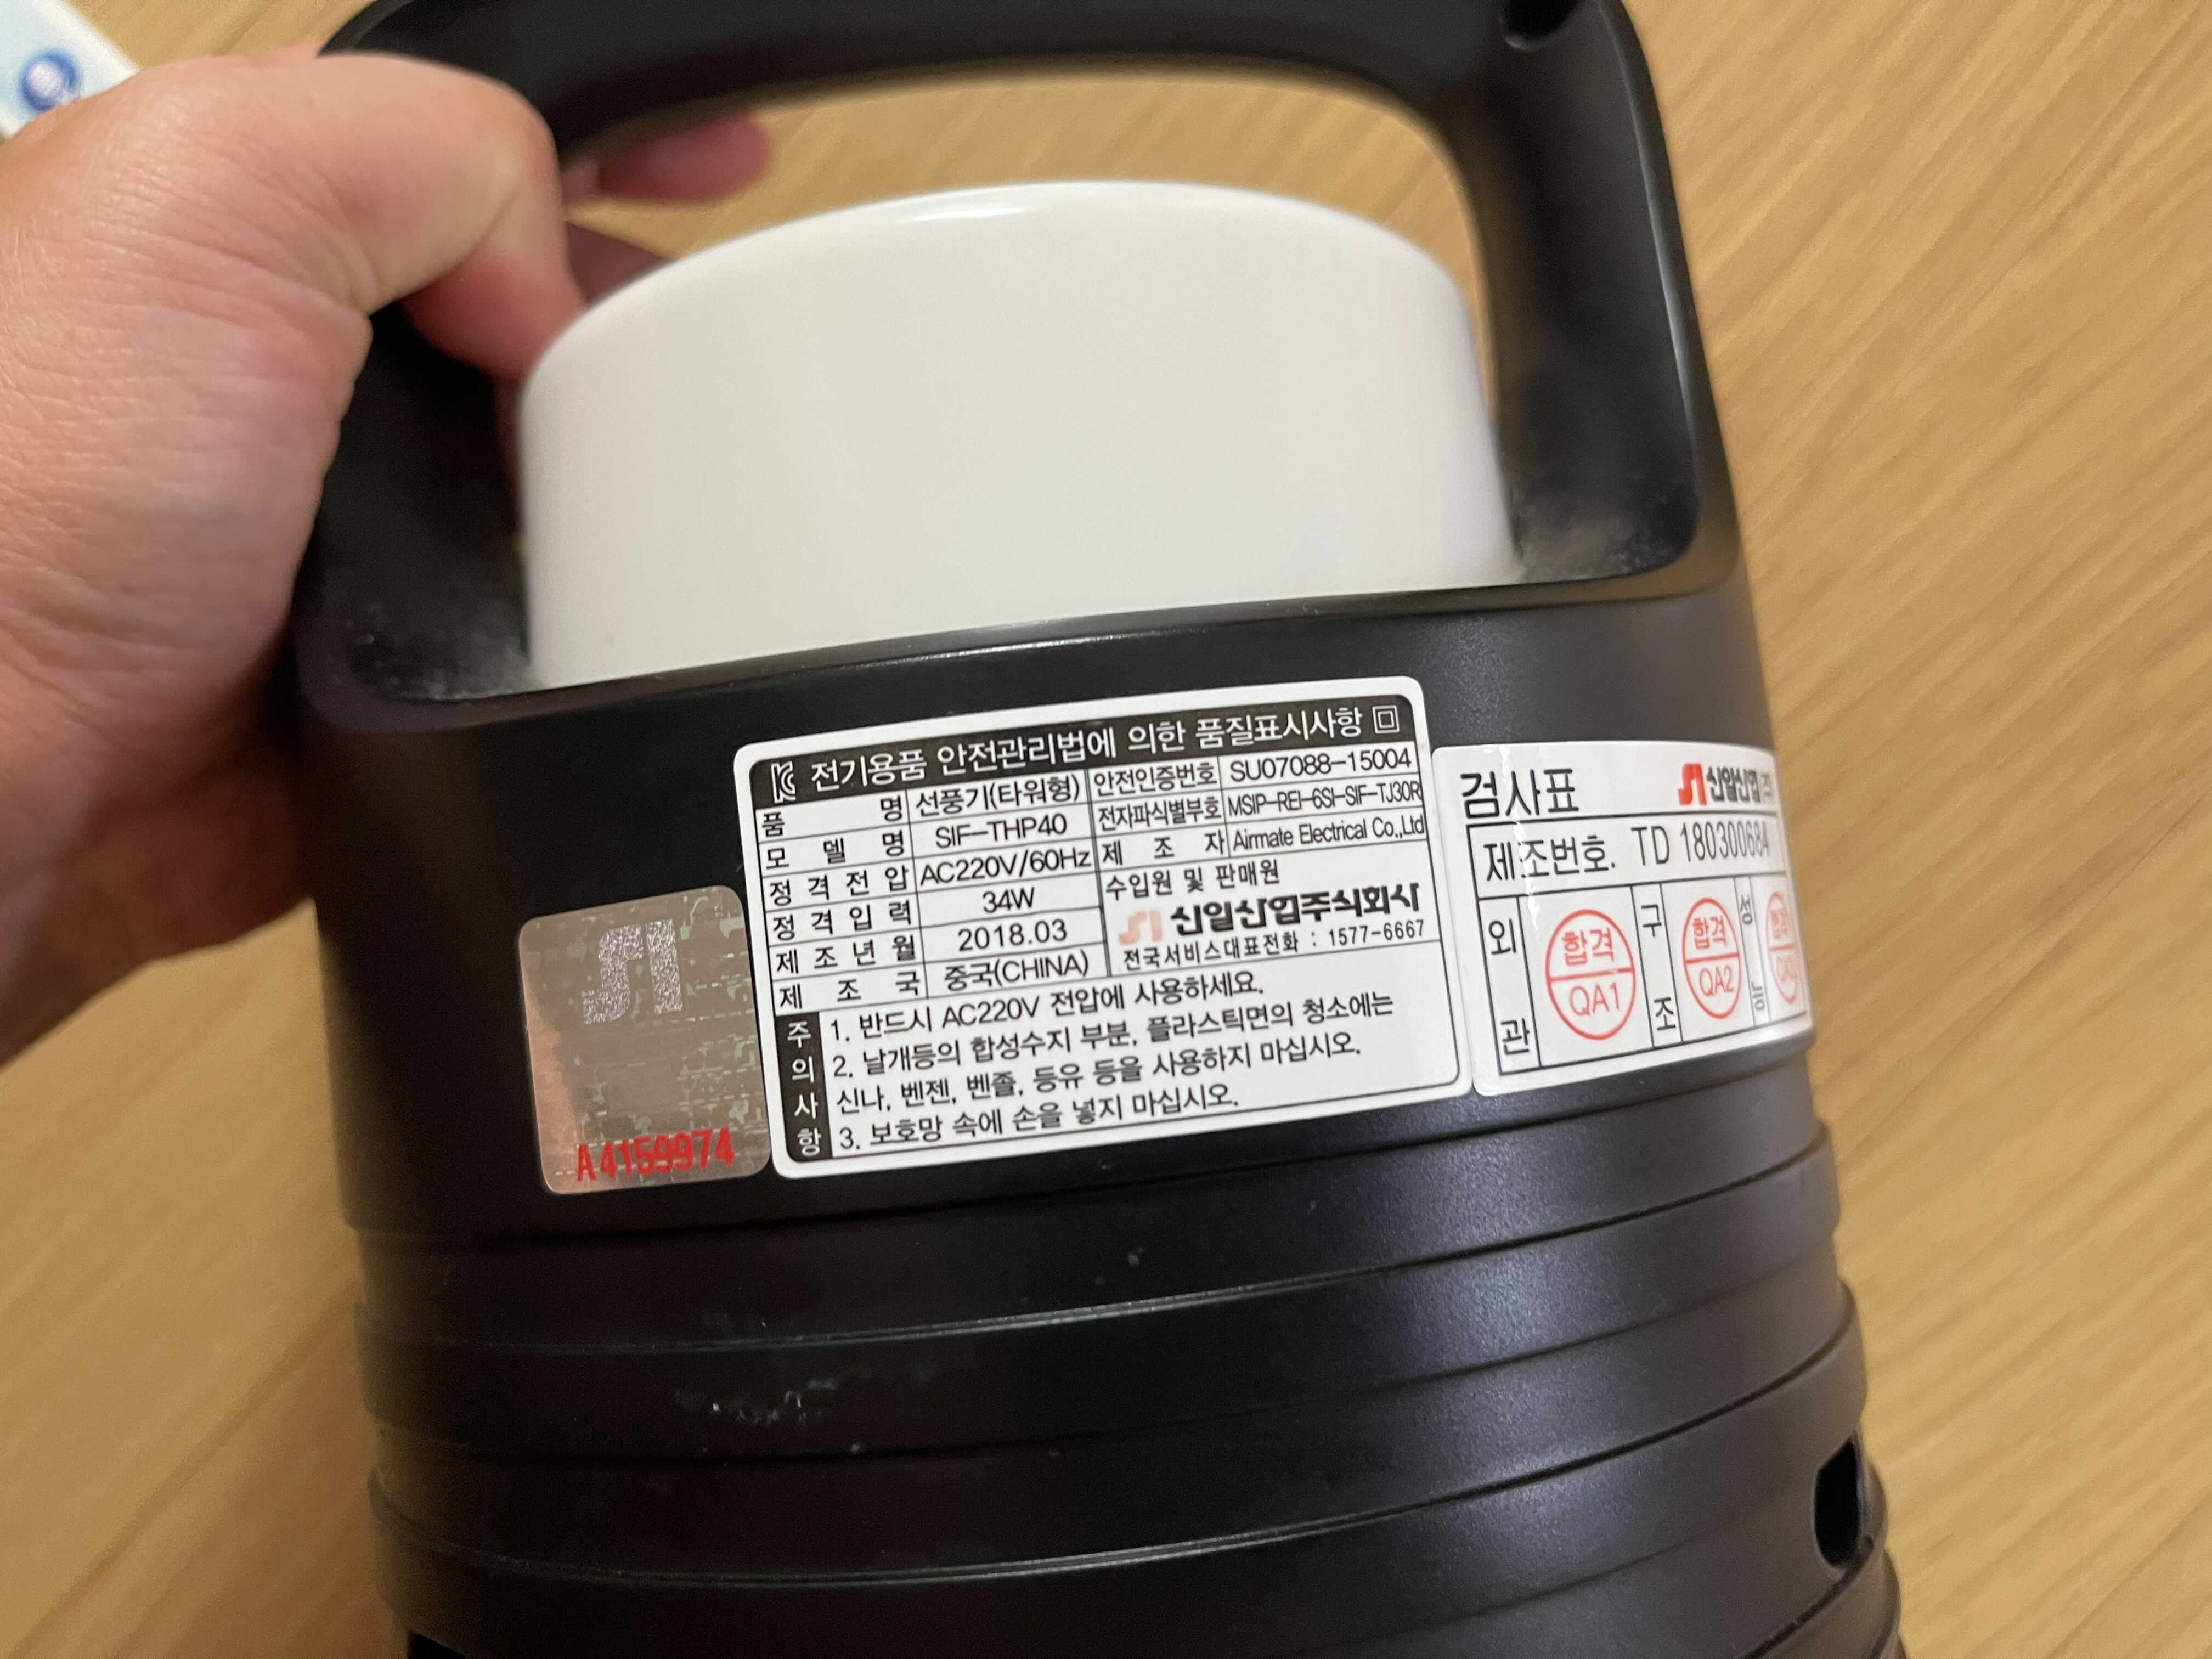 전기용품 안전관리법에 의한 품질표시사항
품 명 선풍기(타워형)
모 델 명 SIF-THP40
정 격 전 압 AC220V/60Hz
정 격 입 력 34W
제 조 년 월 2018.03
제 조 국 중국(CHINA)
안전인증번호 SU07088-15004
전자파식별부호 MSIP-REI-6SI-SIF-TJ30R
제 조 자 Airmate Electrical Co.,Ltd
수입원 및 판매원
신일산업주식회사
전국서비스대표전화 : 1577-6667
주의사항
1. 반드시 AC220V 전압에 사용하세요.
2. 날개등의 합성수지 부분, 플라스틱면의 청소에는
신나, 벤젠, 벤졸, 등유 등을 사용하지 마십시오.
3. 보호망 속에 손을 넣지 마십시오.
A4159974
검사표 신일산업
제조번호. TD 180300684
외관 합격 QA1
구조 합격 QA2
성